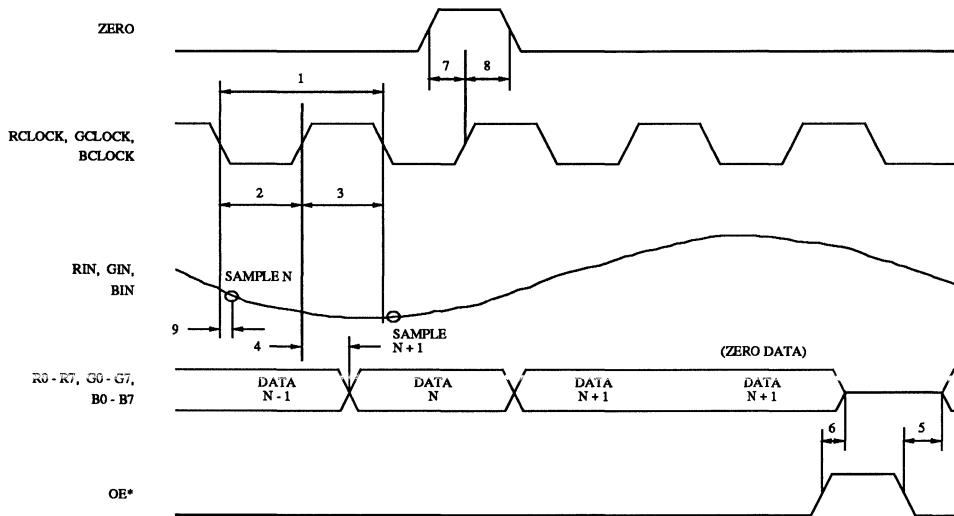 ZERO
7
8
1
RCLOCK, GCLOCK,
BCLOCK
2
3
RIN, GIN,
BIN
SAMPLE N
9
4
SAMPLE
N + 1
(ZERO DATA)
R0 - R7, G0 - G7,
B0 - B7
DATA
N - 1
DATA
N
DATA
N + 1
DATA
N + 1
6
5
OE*